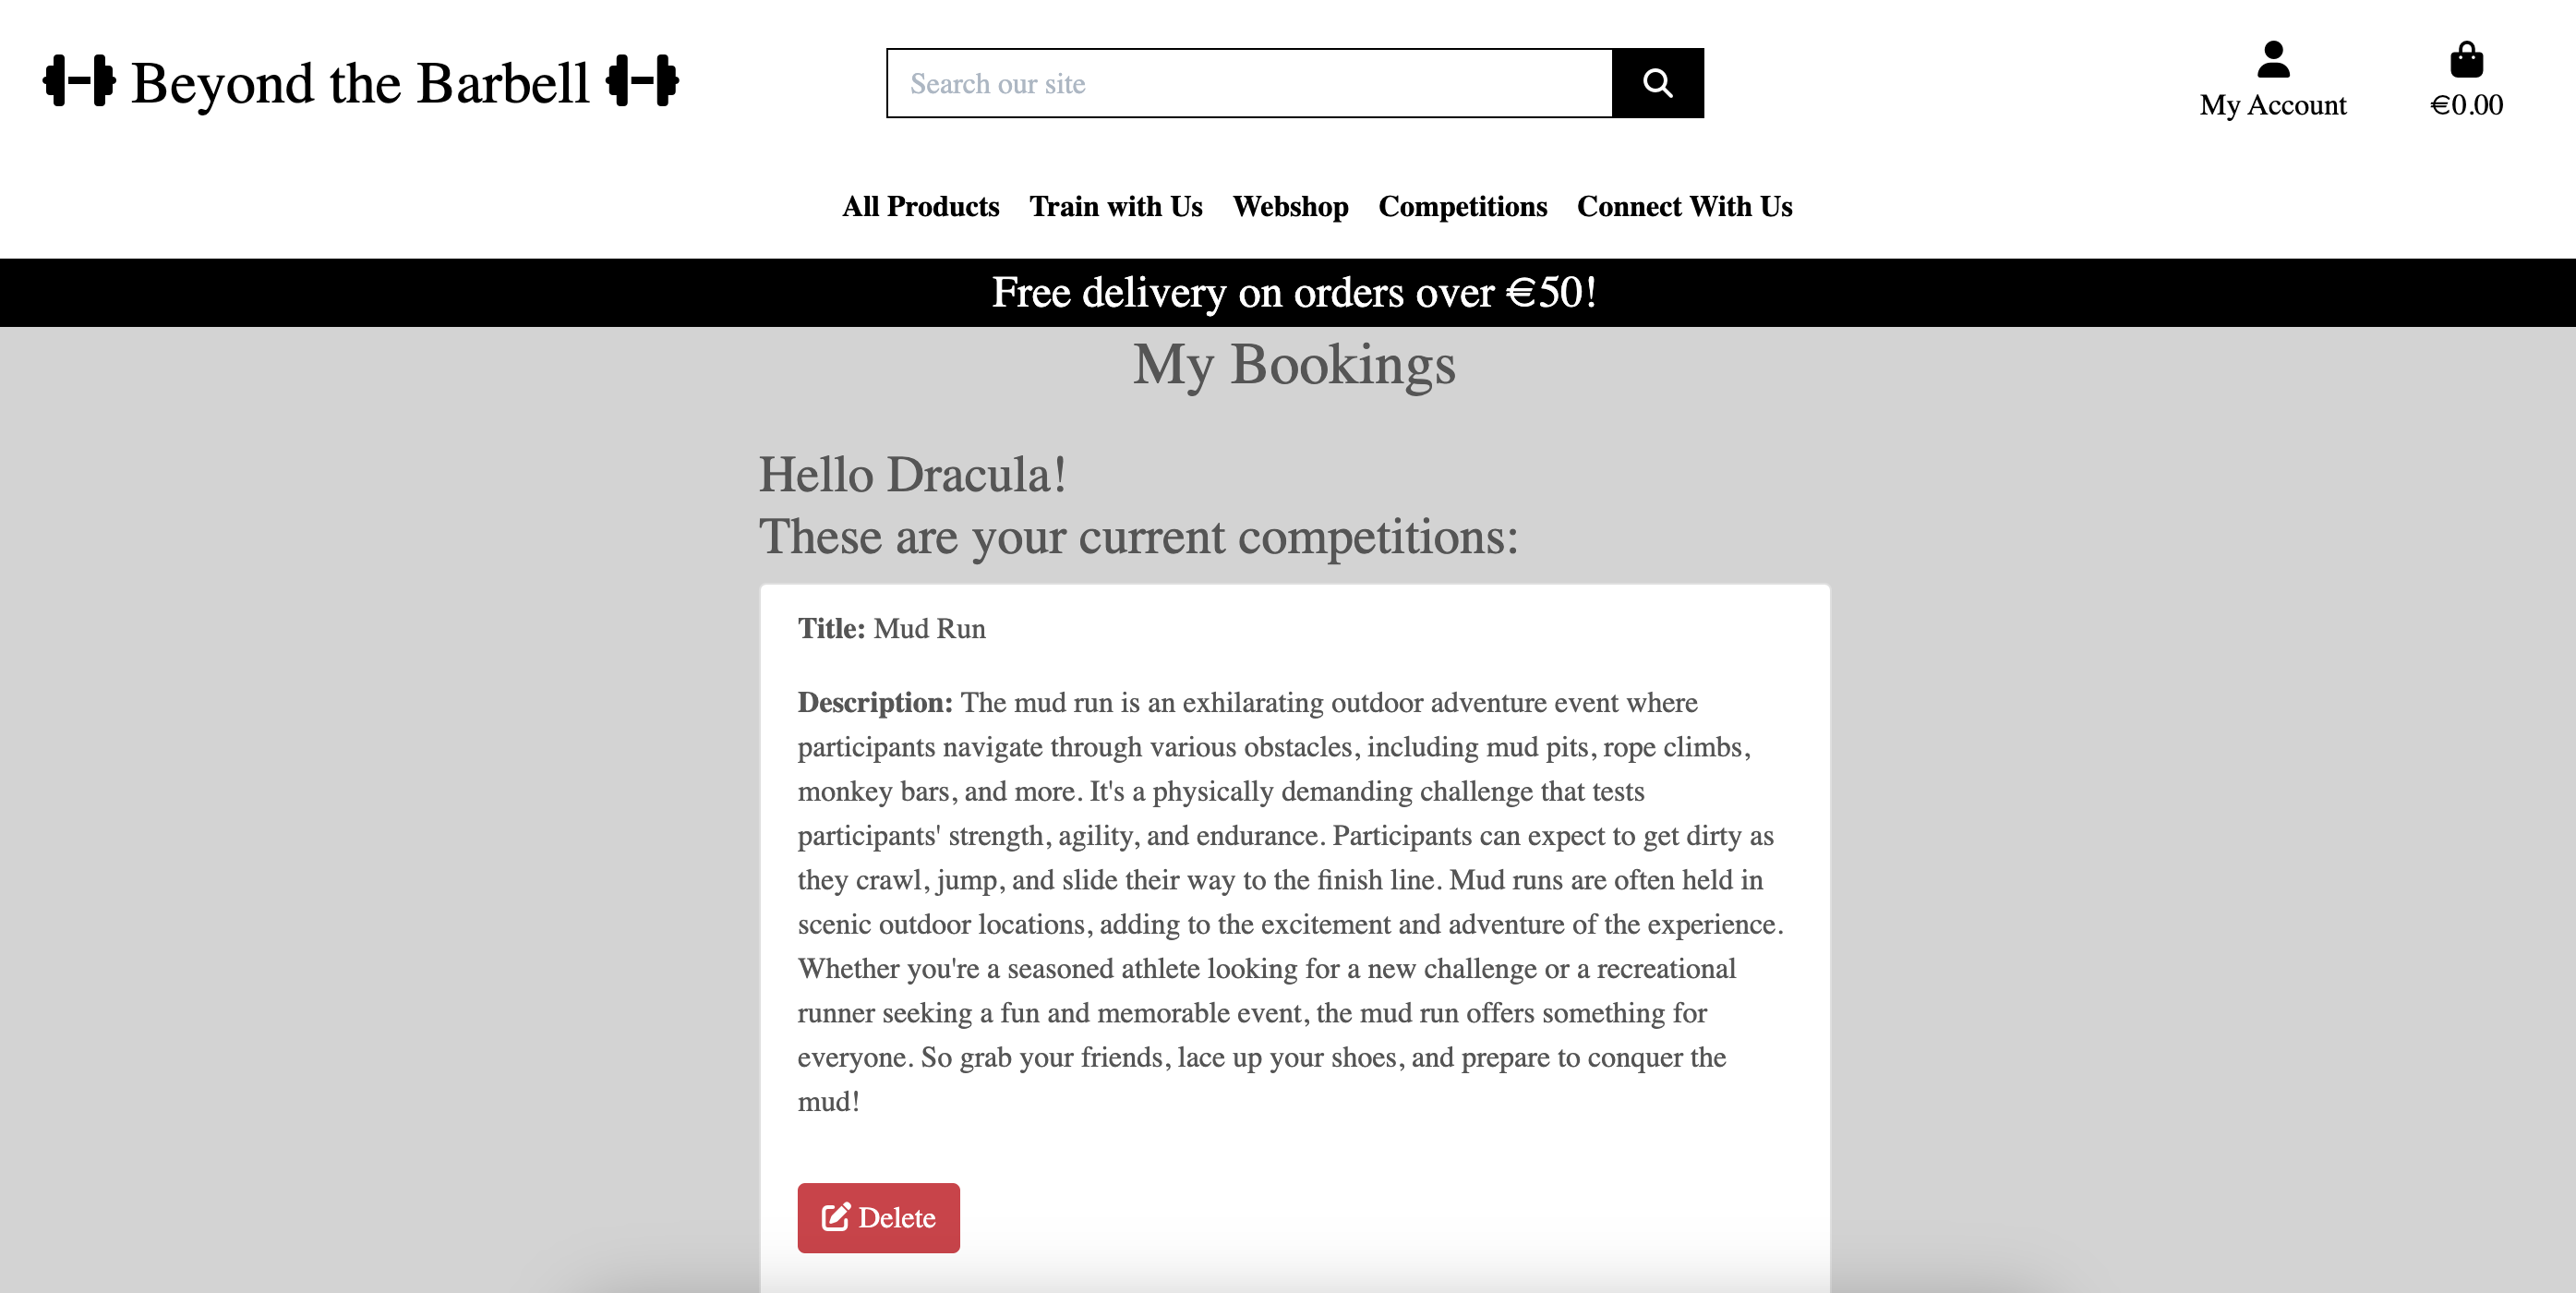 Beyond the Barbell
Search our site
My Account
€0.00
All Products Train with Us Webshop Competitions Connect With Us
Free delivery on orders over €50!
My Bookings
Hello Dracula!
These are your current competitions:
Title: Mud Run
Description: The mud run is an exhilarating outdoor adventure event where
participants navigate through various obstacles, including mud pits, rope climbs,
monkey bars, and more. It's a physically demanding challenge that tests
participants' strength, agility, and endurance. Participants can expect to get dirty as
they crawl, jump, and slide their way to the finish line. Mud runs are often held in
scenic outdoor locations, adding to the excitement and adventure of the experience.
Whether you're a seasoned athlete looking for a new challenge or a recreational
runner seeking a fun and memorable event, the mud run offers something for
everyone. So grab your friends, lace up your shoes, and prepare to conquer the
mud!
Delete